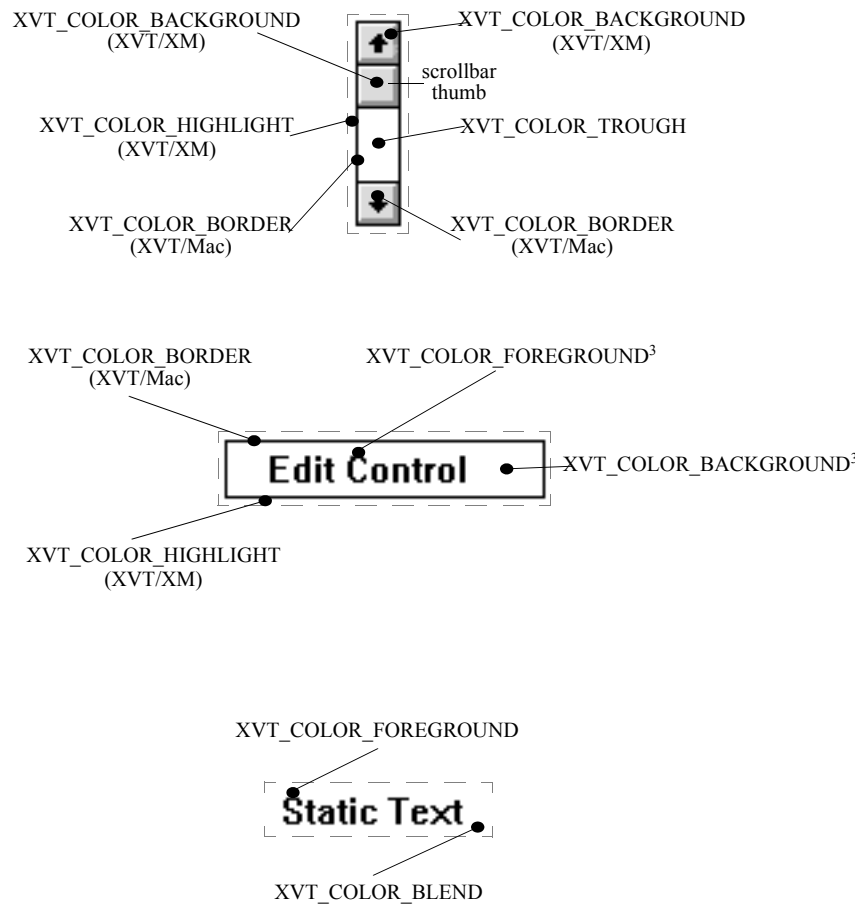 XVT_COLOR_BACKGROUND
(XVT/XM)
XVT_COLOR_BACKGROUND
(XVT/XM)
scrollbar
thumb
XVT_COLOR_HIGHLIGHT
(XVT/XM)
XVT_COLOR_TROUGH
XVT_COLOR_BORDER
(XVT/Mac)
XVT_COLOR_BORDER
(XVT/Mac)
XVT_COLOR_BORDER
(XVT/Mac)
XVT_COLOR_FOREGROUND³
Edit Control
XVT_COLOR_BACKGROUND³
XVT_COLOR_HIGHLIGHT
(XVT/XM)
XVT_COLOR_FOREGROUND
Static Text
XVT_COLOR_BLEND